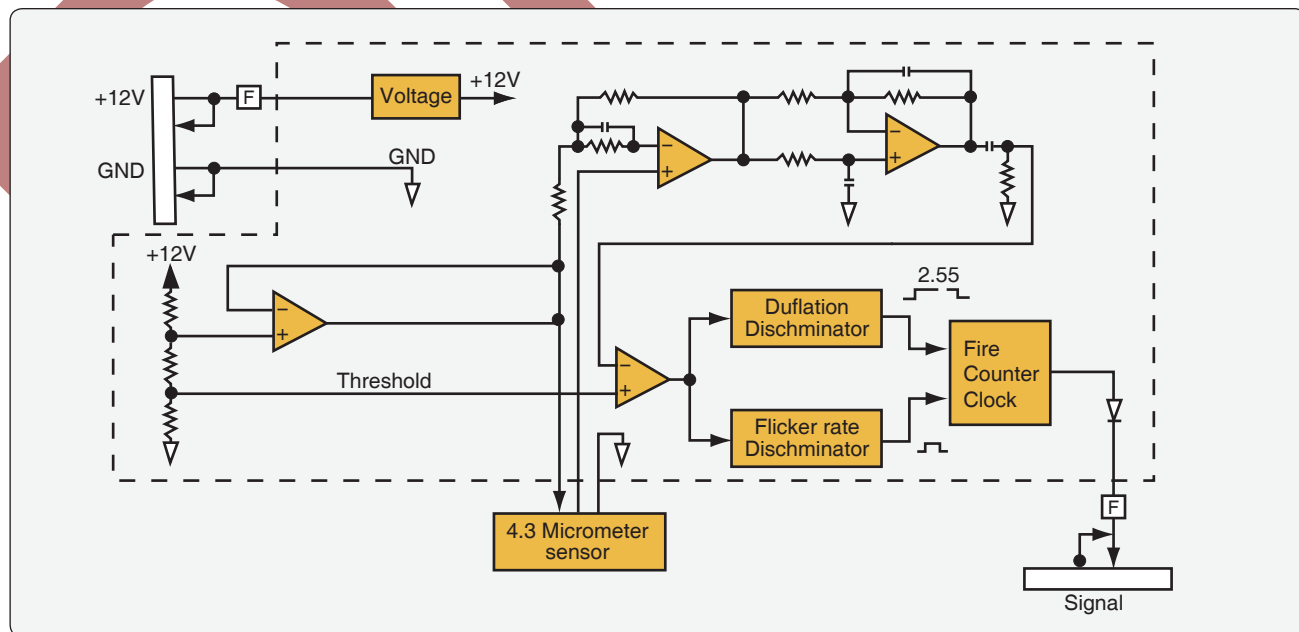 +12V
F
Voltage
+12V
GND
GND
+12V
−
+
−
+
−
+
Threshold
−
+
2.55
Duflation
Dischminator
Fire
Counter
Clock
Flicker rate
Dischminator
4.3 Micrometer
sensor
F
Signal